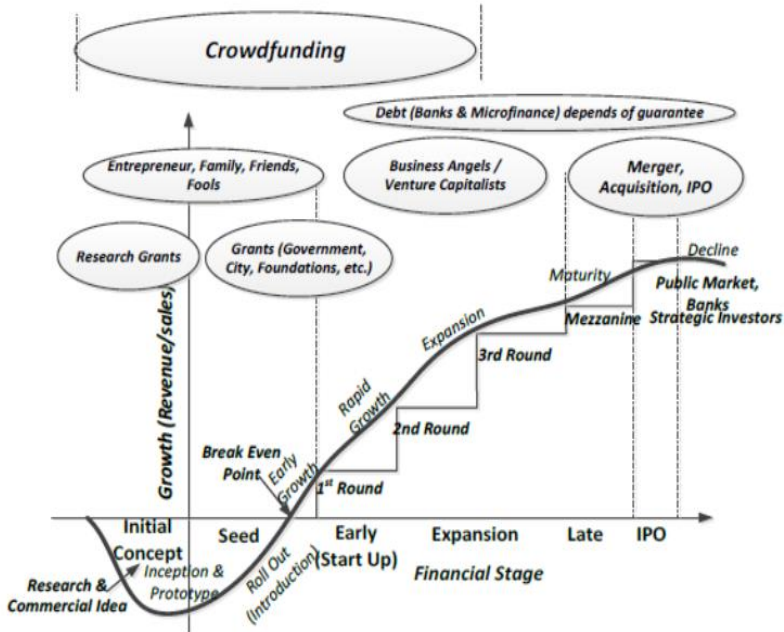 Crowdfunding
Debt (Banks & Microfinance) depends of guarantee
Entrepreneur, Family, Friends,
Fools
Business Angels /
Venture Capitalists
Merger,
Acquisition, IPO
Research Grants
Grants (Government,
City, Foundations, etc.)
Growth (Revenue/sales)
Decline
Maturity
Public Market,
Banks
Strategic Investors
Mezzanine
Expansion
3rd Round
Rapid
Growth
2nd Round
Break Even
Point
Early
Growth
1st Round
Initial
Concept
Seed
Early
(Start Up)
Expansion
Late
IPO
Financial Stage
Roll Out
(Introduction)
Inception &
Prototype
Research &
Commercial Idea